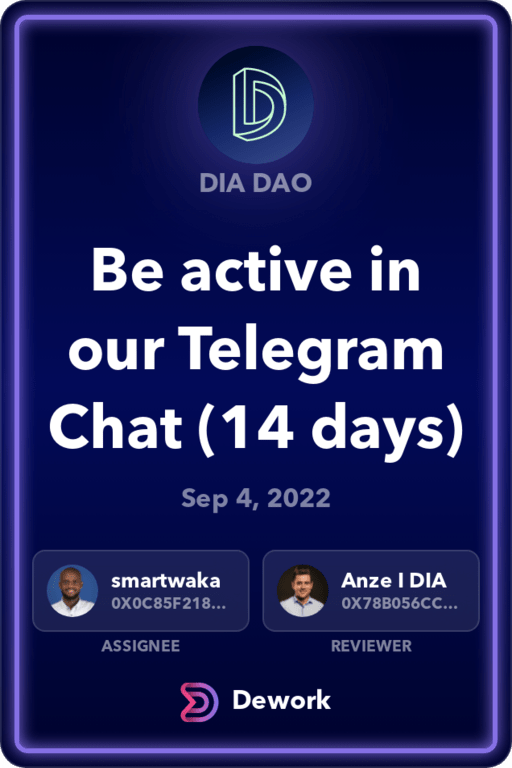 DIA DAO
Be active in
our Telegram
Chat (14 days)
Sep 4, 2022
smartwaka
0X0C85F218...
ASSIGNEE
Anze I DIA
0X78B056CC...
REVIEWER
Dework